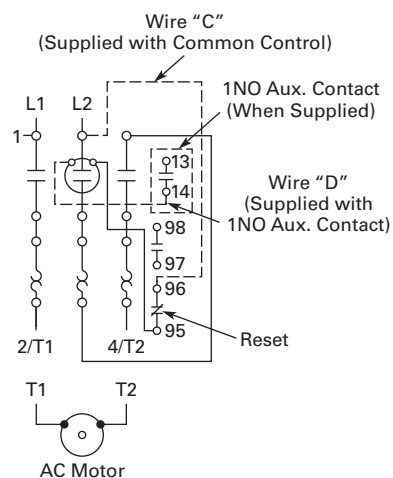 Wire “C”
(Supplied with Common Control)
1NO Aux. Contact
(When Supplied)
L1 L2
1
13
14
Wire “D”
(Supplied with
1NO Aux. Contact)
98
97
96
95
Reset
2/T1 4/T2
T1 T2
AC Motor